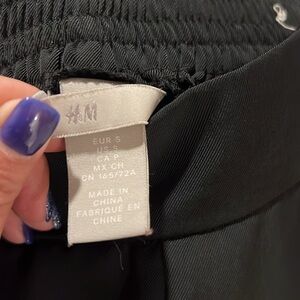 H&M
EUR S
US S
CA P
MX CH
CN 165/72A
MADE IN
CHINA
FABRIQUÉ EN
CHINE